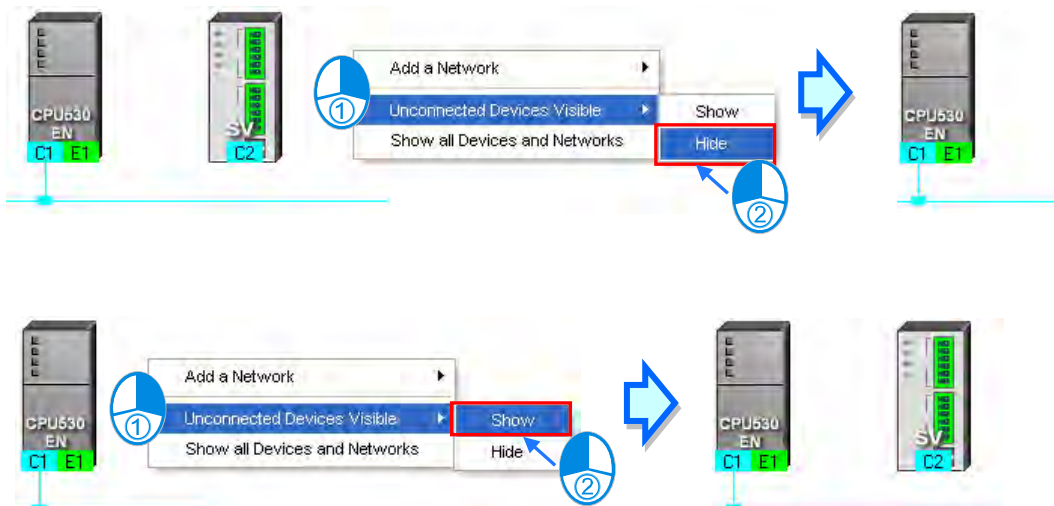 CPU530
EN
C1 E1
SV
C2
①
Add a Network
Unconnected Devices Visible
Show all Devices and Networks
Show
Hide
②
CPU530
EN
C1 E1
CPU530
EN
C1 E1
①
Add a Network
Unconnected Devices Visible
Show all Devices and Networks
Show
Hide
②
CPU530
EN
C1 E1
SV
C2